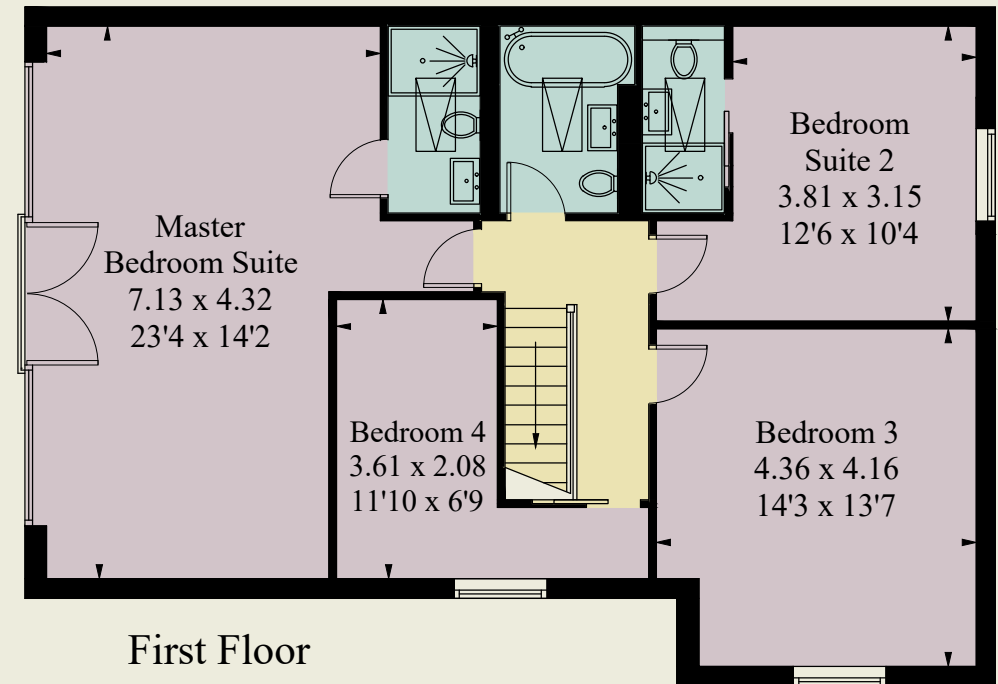 Master
Bedroom Suite
7.13 x 4.32
23'4 x 14'2
Bedroom
Suite 2
3.81 x 3.15
12'6 x 10'4
Bedroom 4
3.61 x 2.08
11'10 x 6'9
Bedroom 3
4.36 x 4.16
14'3 x 13'7
First Floor